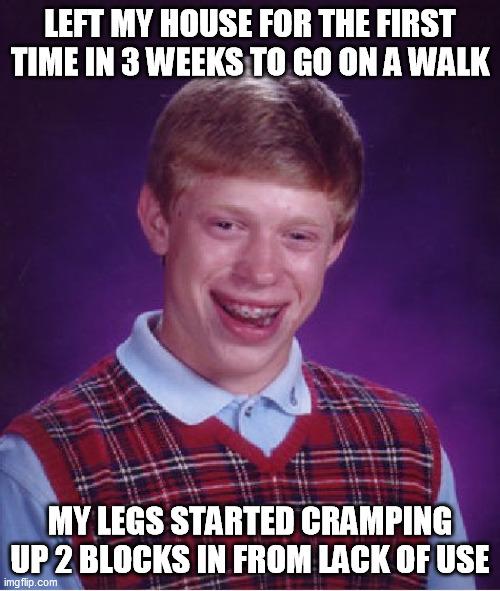 LEFT MY HOUSE FOR THE FIRST
TIME IN 3 WEEKS TO GO ON A WALK
MY LEGS STARTED CRAMPING
UP 2 BLOCKS IN FROM LACK OF USE
imgflip.com